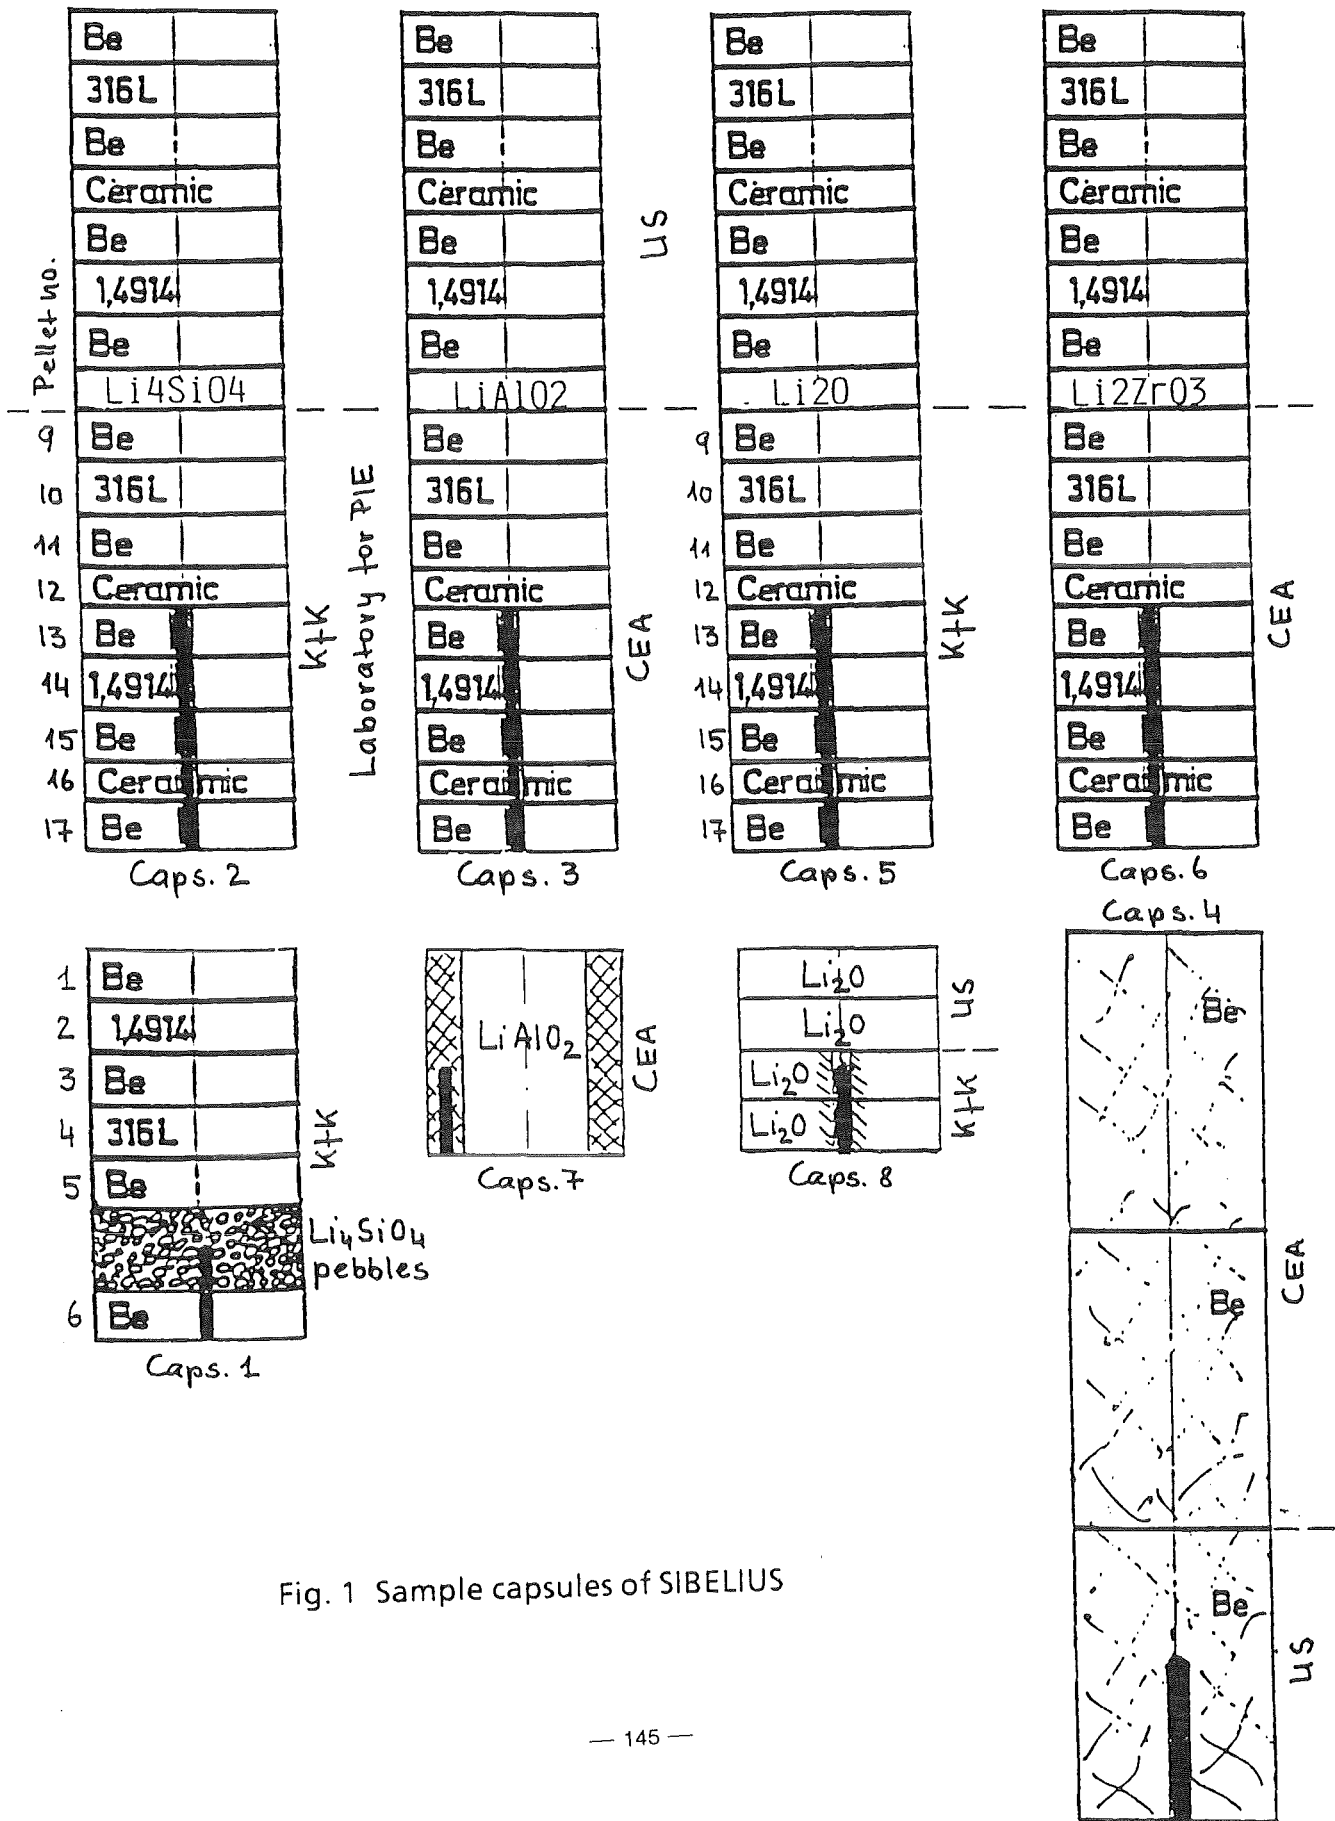 Be
316L
Be
Ceramic
Be
1,4914
Be
Li4SiO4
Be
316L
Be
Ceramic
Be
1,4914
Be
Ceramic
Be
Caps. 2
Pellet no.
9
10
11
12
13
14
15
16
17
KfK
Laboratory for PIE
Be
316L
Be
Ceramic
Be
1,4914
Be
LiAlO2
Be
316L
Be
Ceramic
Be
1,4914
Be
Ceramic
Be
Caps. 3
US
CEA
Be
316L
Be
Ceramic
Be
1,4914
Be
Li2O
Be
316L
Be
Ceramic
Be
1,4914
Be
Ceramic
Be
Caps. 5
9
10
11
12
13
14
15
16
17
KfK
Be
316L
Be
Ceramic
Be
1,4914
Be
Li2ZrO3
Be
316L
Be
Ceramic
Be
1,4914
Be
Ceramic
Be
Caps. 6
CEA
1 Be
2 1,4914
3 Be
4 316L
5 Be
Li₄SiO₄
pebbles
6 Be
KfK
Caps. 1
LiAlO₂
CEA
Caps. 7
Li₂O
Li₂O
Li₂O
Li₂O
US
KfK
Caps. 8
Caps. 4
Be
Be
Be
CEA
US
Fig. 1 Sample capsules of SIBELIUS
— 145 —